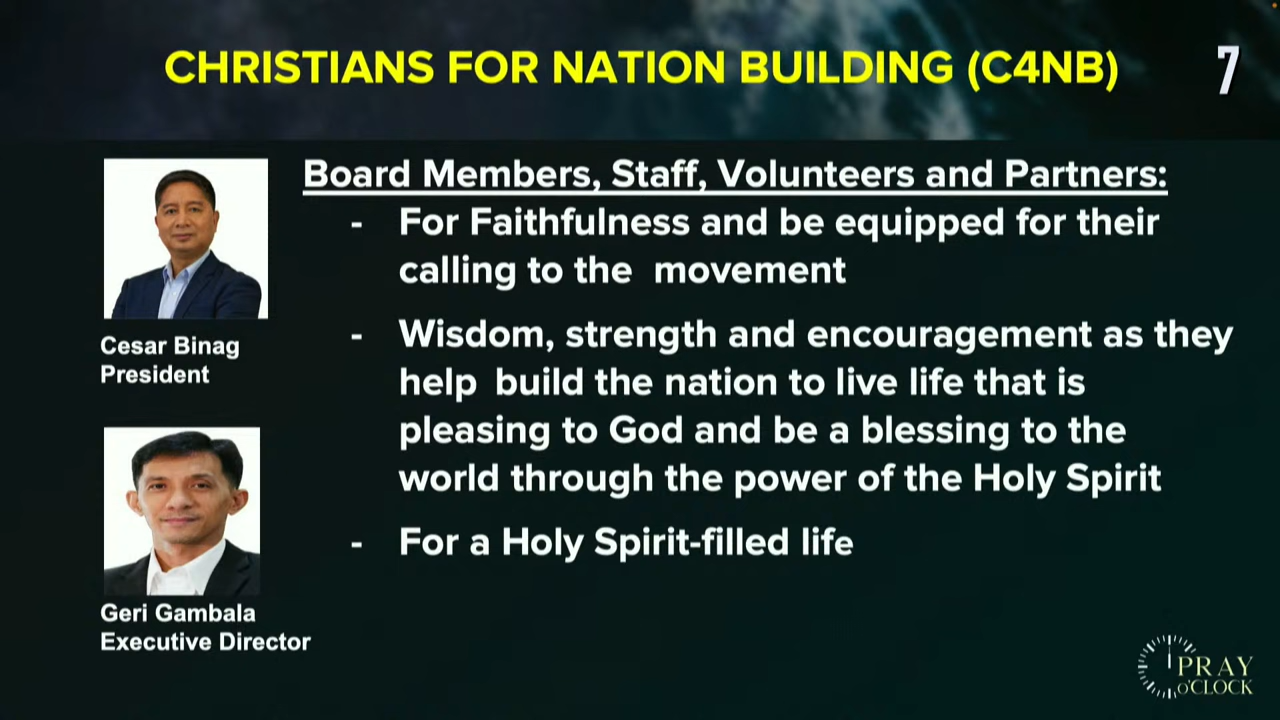 CHRISTIANS FOR NATION BUILDING (C4NB)
7
Cesar Binag
President
Geri Gambala
Executive Director
Board Members, Staff, Volunteers and Partners:
- For Faithfulness and be equipped for their
calling to the movement
- Wisdom, strength and encouragement as they
help build the nation to live life that is
pleasing to God and be a blessing to the
world through the power of the Holy Spirit
- For a Holy Spirit-filled life
PRAY
O'CLOCK